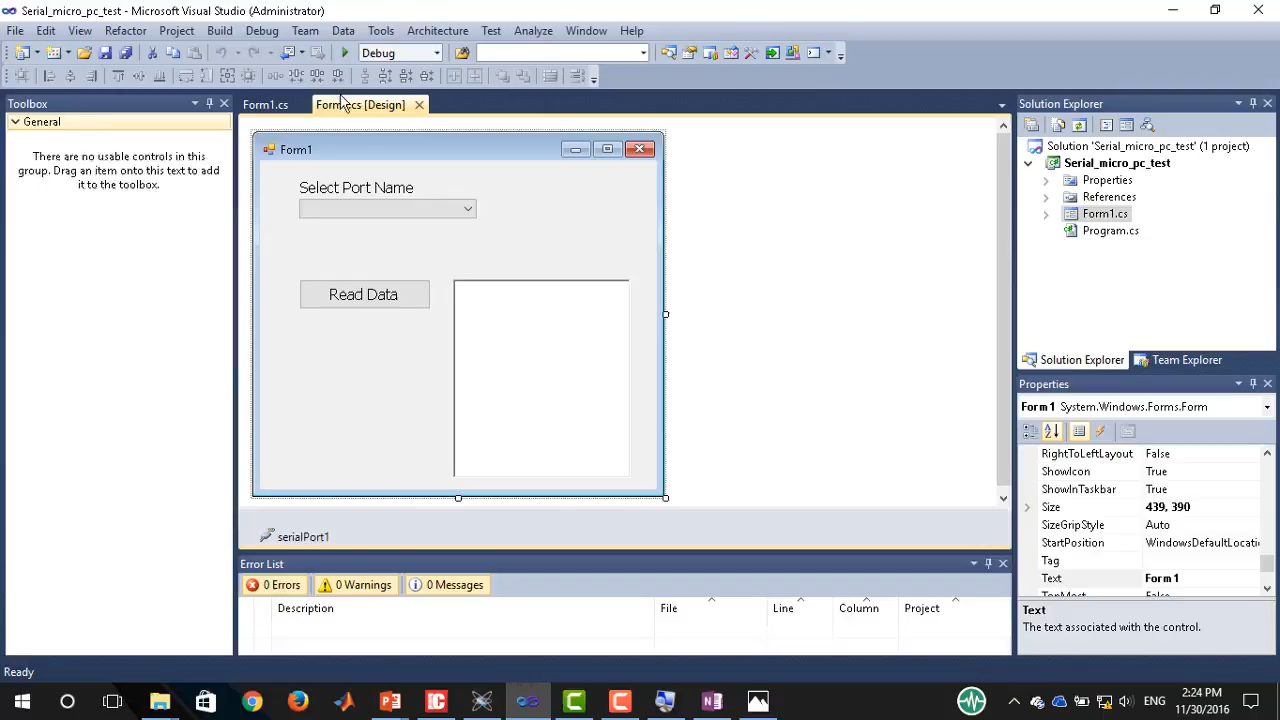 Serial_micro_pc_test - Microsoft Visual Studio (Administrator)
File Edit View Refactor Project Build Debug Team Data Tools Architecture Test Analyze Window Help
Debug
Toolbox
General
There are no usable controls in this
group. Drag an item onto this text to add
it to the toolbox.
Form1.cs
.cs [Design]
Form1
Select Port Name
Read Data
serialPort1
Error List
0 Errors 0 Warnings 0 Messages
Description File Line Column Project
Solution Explorer
Solution 'Serial_micro_pc_test' (1 project)
Serial_micro_pc_test
Properties
References
Form1.cs
Program.cs
Solution Explorer Team Explorer
Properties
Form1 System.Windows.Forms.Form
RightToLeftLayout False
ShowIcon True
ShowInTaskbar True
Size 439, 390
SizeGripStyle Auto
StartPosition WindowsDefaultLocati
Tag
Text Form1
Text
The text associated with the control.
Ready
ENG
2:24 PM
11/30/2016